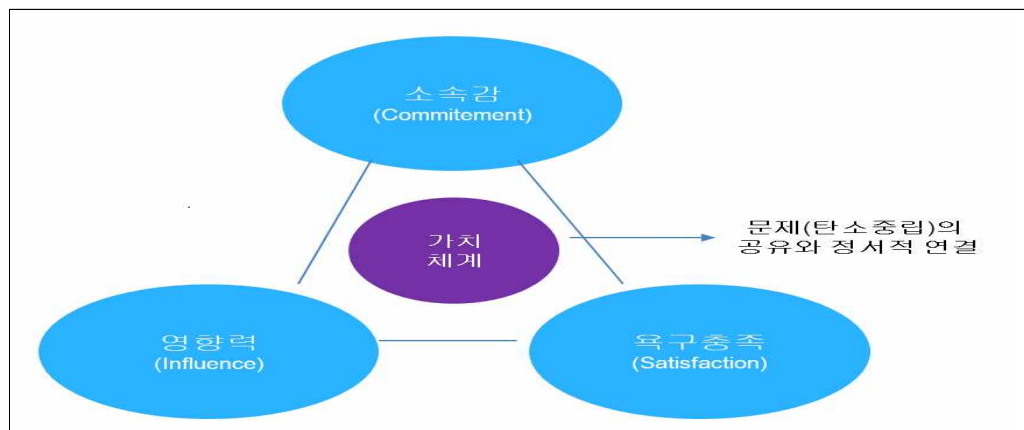 소속감
(Commitement)
가치
체계
문제(탄소중립)의
공유와 정서적 연결
영향력
(Influence)
욕구충족
(Satisfaction)